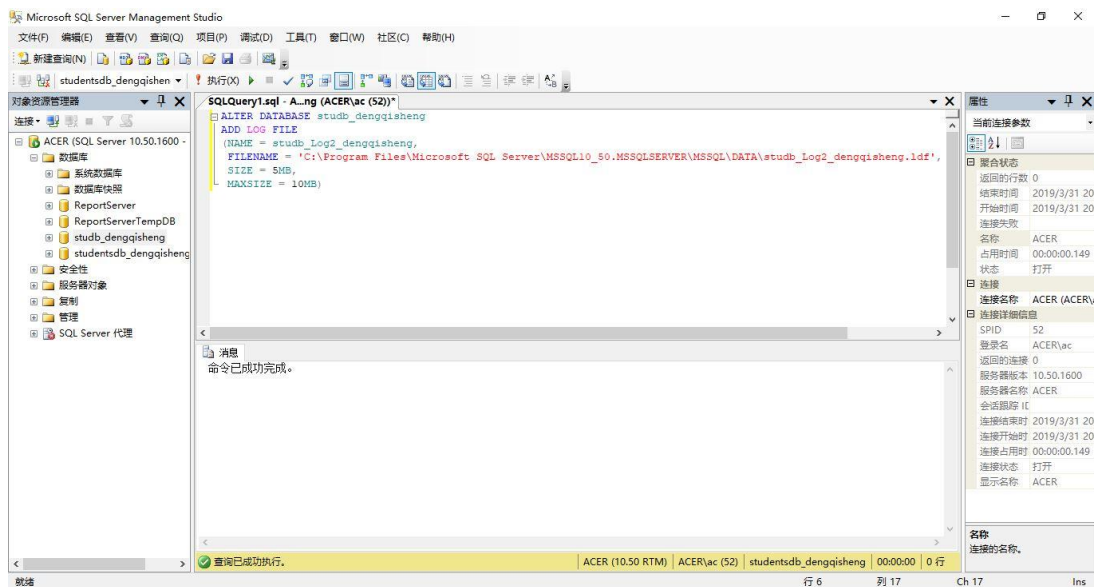 Microsoft SQL Server Management Studio
文件(F) 编辑(E) 查看(V) 查询(Q) 项目(P) 调试(D) 工具(T) 窗口(W) 社区(C) 帮助(H)
新建查询(N)
studentsdb_dengqishen 执行(X)
对象资源管理器
连接
ACER (SQL Server 10.50.1600 -
数据库
系统数据库
数据库快照
ReportServer
ReportServerTempDB
studb_dengqisheng
studentsdb_dengqisheng
安全性
服务器对象
复制
管理
SQL Server 代理
SQLQuery1.sql - A...ng (ACER\ac (52))*
ALTER DATABASE studb_dengqisheng
ADD LOG FILE
(NAME = studb_Log2_dengqisheng,
FILENAME = 'C:\Program Files\Microsoft SQL Server\MSSQL10_50.MSSQLSERVER\MSSQL\DATA\studb_Log2_dengqisheng.ldf',
SIZE = 5MB,
MAXSIZE = 10MB)
消息
命令已成功完成。
查询已成功执行。 ACER (10.50 RTM) ACER\ac (52) studentsdb_dengqisheng 00:00:00 0 行
属性
当前连接参数
聚合状态
返回的行数 0
结束时间 2019/3/31 20
开始时间 2019/3/31 20
连接失败
名称 ACER
占用时间 00:00:00.149
状态 打开
连接
连接名称 ACER (ACER\
连接详细信息
SPID 52
登录名 ACER\ac
返回的连接 0
服务器版本 10.50.1600
服务器名称 ACER
会话跟踪 II
连接结束时 2019/3/31 20
连接开始时 2019/3/31 20
连接占用时 00:00:00.149
连接状态 打开
显示名称 ACER
名称
连接的名称。
就绪 行 6 列 17 Ch 17 Ins